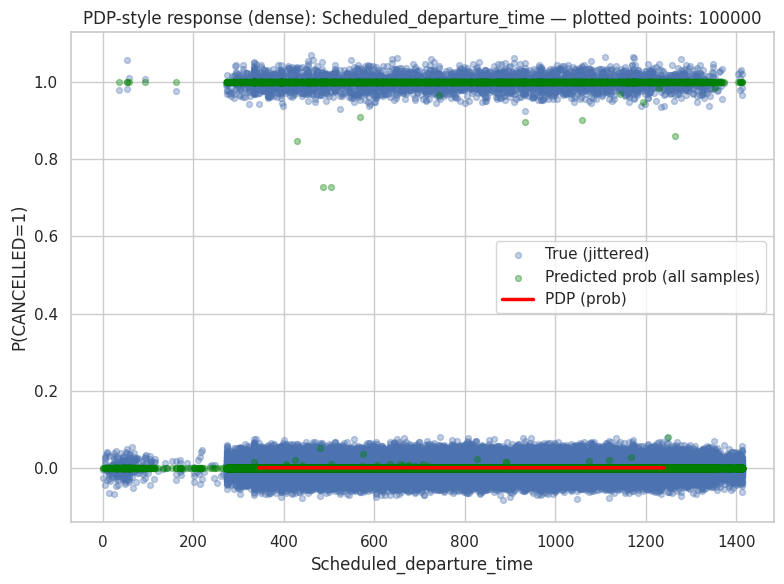 PDP-style response (dense): Scheduled_departure_time — plotted points: 100000
P(CANCELLED=1)
1.0
0.8
0.6
0.4
0.2
0.0
True (jittered)
Predicted prob (all samples)
PDP (prob)
0 200 400 600 800 1000 1200 1400
Scheduled_departure_time